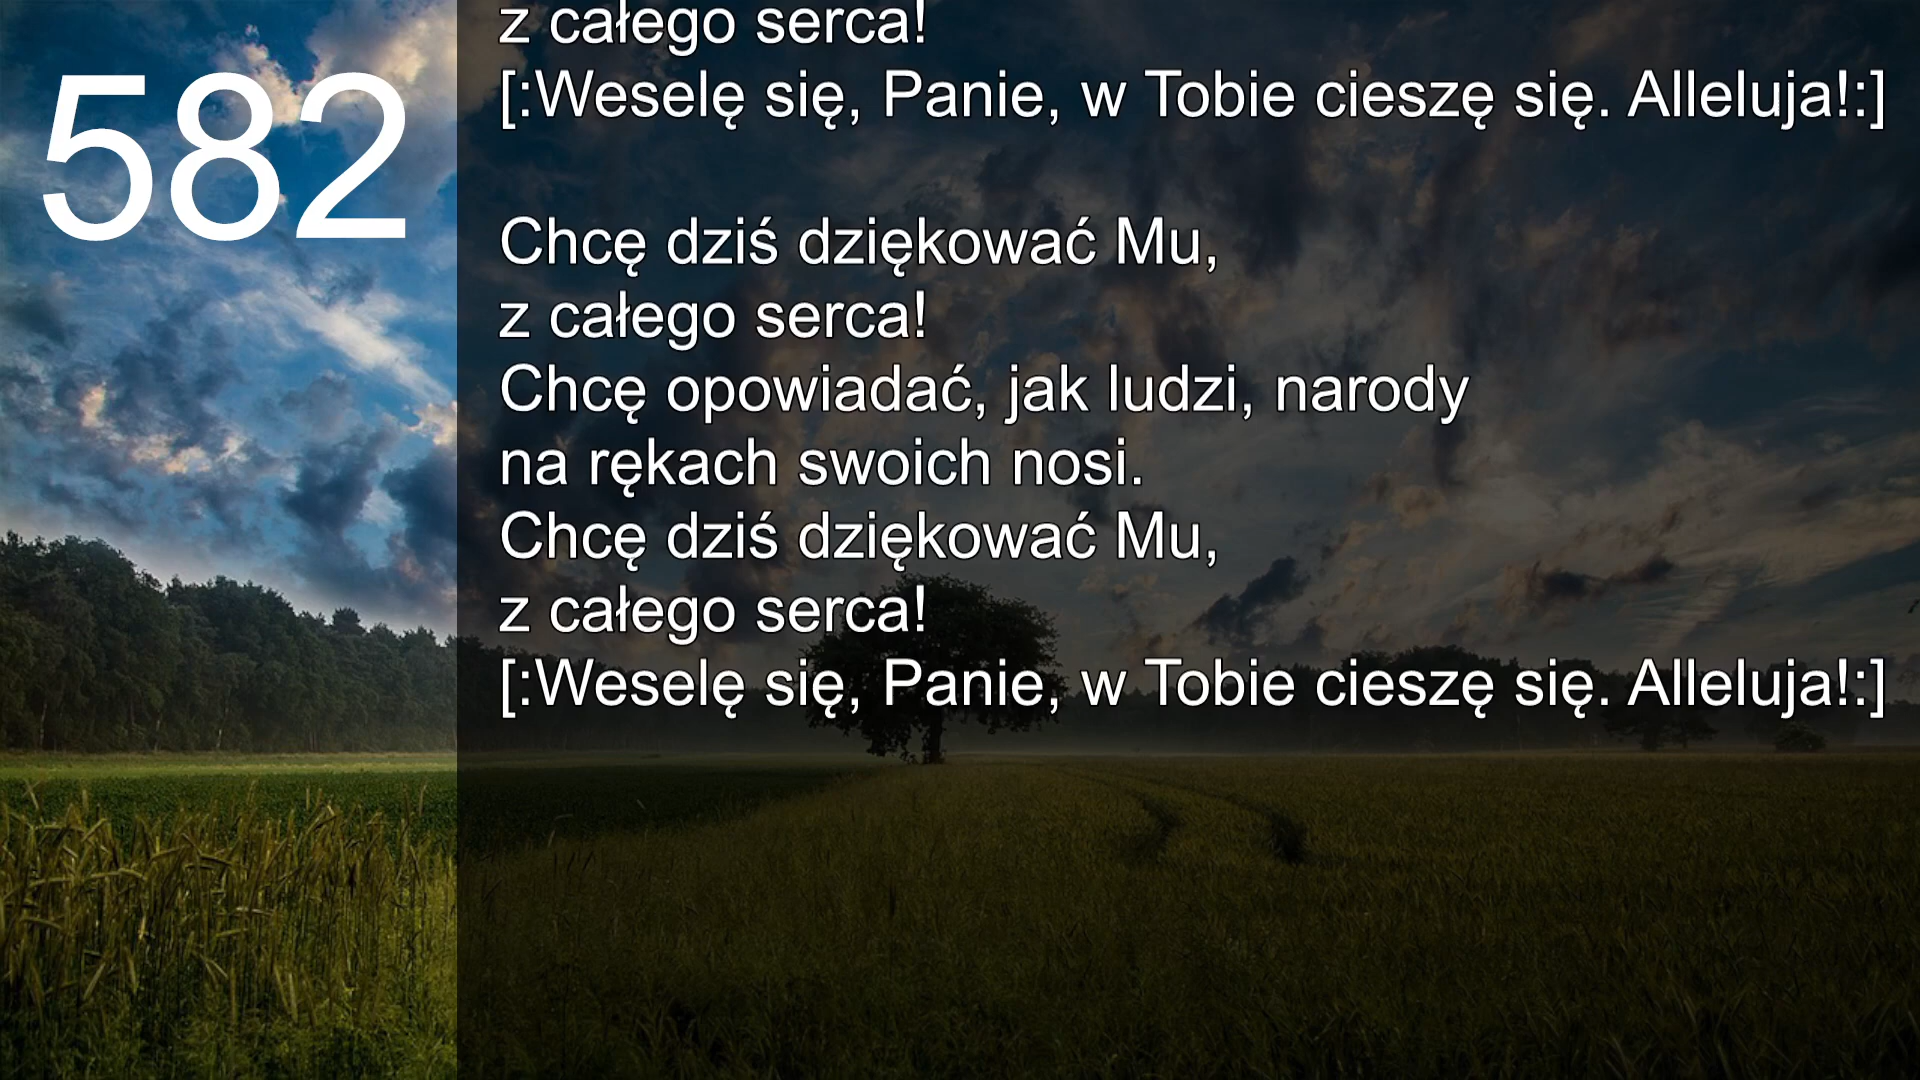 582
z całego serca!
[:Weselę się, Panie, w Tobie cieszę się. Alleluja!:]
Chcę dziś dziękować Mu,
z całego serca!
Chcę opowiadać, jak ludzi, narody
na rękach swoich nosi.
Chcę dziś dziękować Mu,
z całego serca!
[:Weselę się, Panie, w Tobie cieszę się. Alleluja!:]